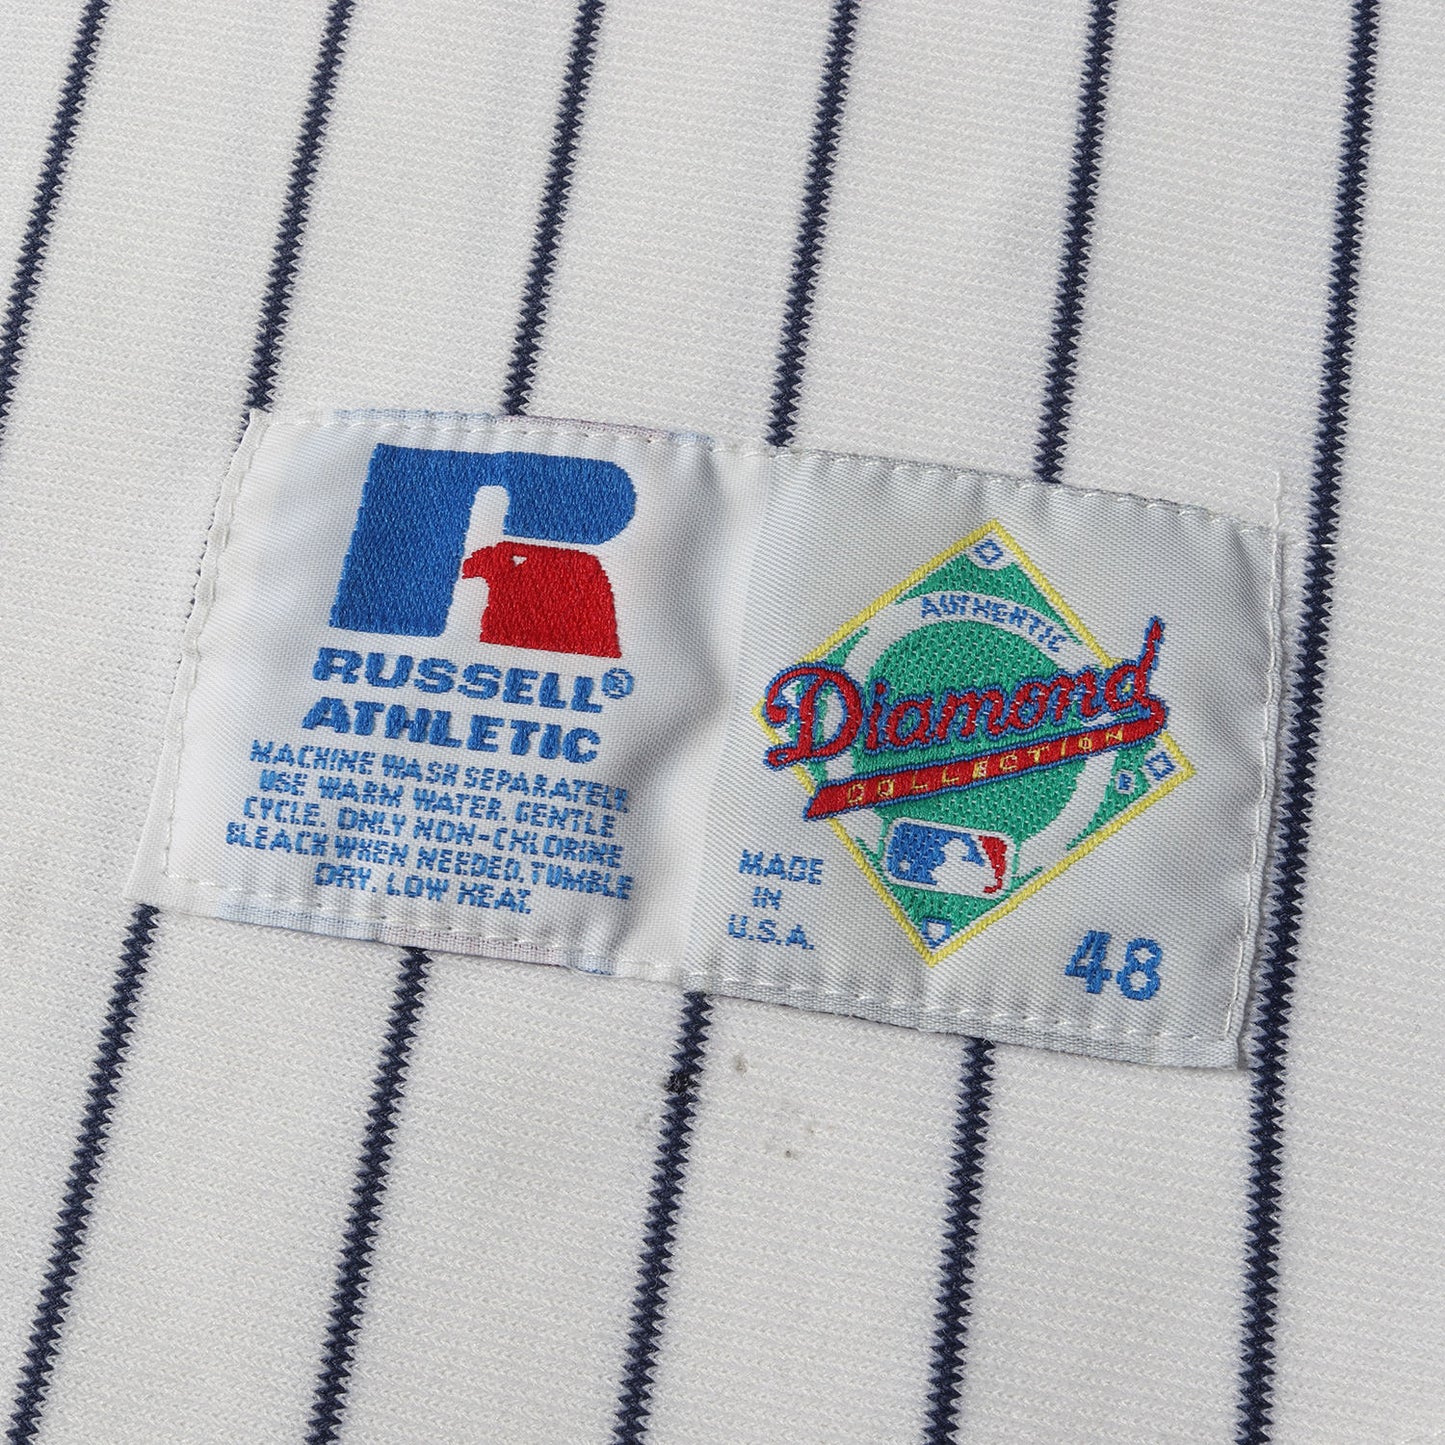 RUSSELL®
ATHLETIC
MACHINE WASH SEPARATELY
USE WARM WATER, GENTLE
CYCLE. ONLY NON-CHLORINE
BLEACH WHEN NEEDED. TUMBLE
DRY. LOW HEAT.
AUTHENTIC
Diamond
COLLECTION
MADE
IN
U.S.A.
48